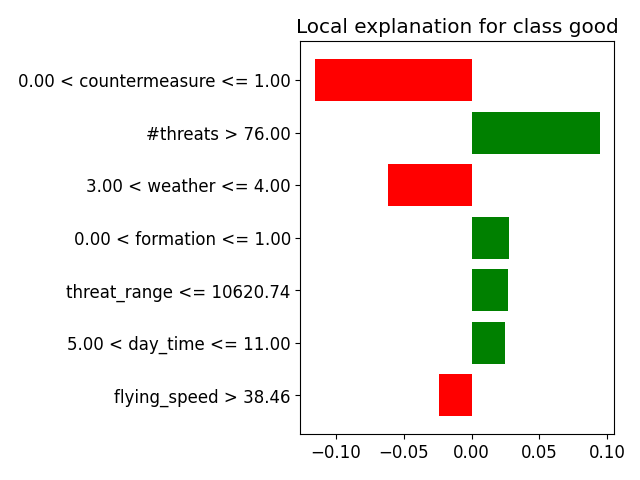 Local explanation for class good
0.00 < countermeasure <= 1.00
#threats > 76.00
3.00 < weather <= 4.00
0.00 < formation <= 1.00
threat_range <= 10620.74
5.00 < day_time <= 11.00
flying_speed > 38.46
−0.10 −0.05 0.00 0.05 0.10